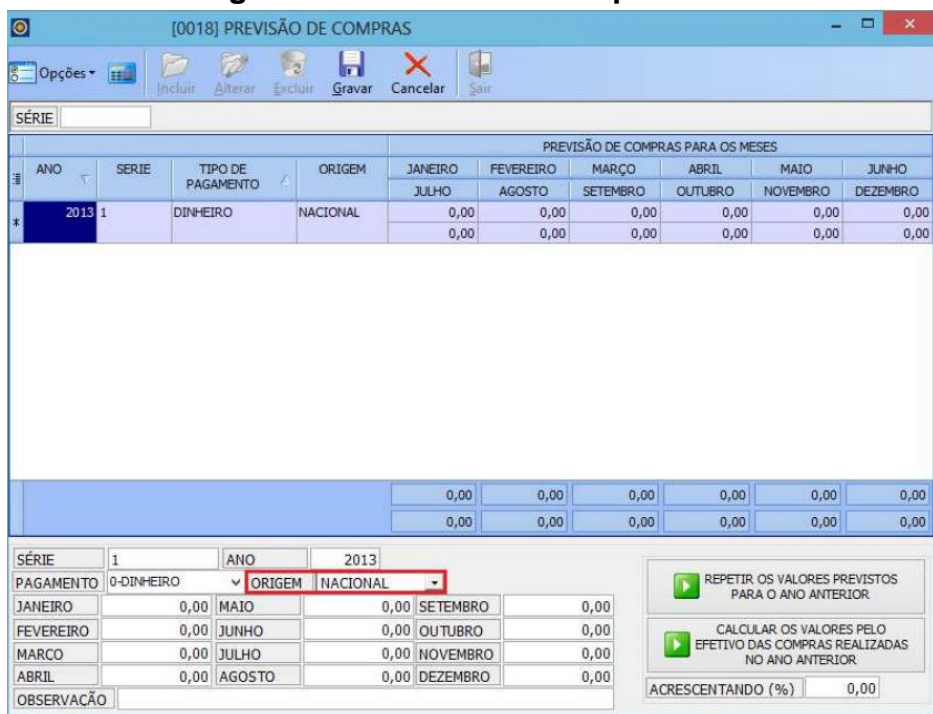 [0018] PREVISÃO DE COMPRAS
Opções Incluir Alterar Excluir Gravar Cancelar Sair
SÉRIE
PREVISÃO DE COMPRAS PARA OS MESES
ANO SERIE TIPO DE PAGAMENTO ORIGEM JANEIRO FEVEREIRO MARÇO ABRIL MAIO JUNHO
JULHO AGOSTO SETEMBRO OUTUBRO NOVEMBRO DEZEMBRO
* 2013 1 DINHEIRO NACIONAL 0,00 0,00 0,00 0,00 0,00 0,00
0,00 0,00 0,00 0,00 0,00 0,00
0,00 0,00 0,00 0,00 0,00 0,00
0,00 0,00 0,00 0,00 0,00 0,00
SÉRIE 1 ANO 2013
PAGAMENTO 0-DINHEIRO ORIGEM NACIONAL
JANEIRO 0,00 MAIO 0,00 SETEMBRO 0,00
FEVEREIRO 0,00 JUNHO 0,00 OUTUBRO 0,00
MARCO 0,00 JULHO 0,00 NOVEMBRO 0,00
ABRIL 0,00 AGOSTO 0,00 DEZEMBRO 0,00
OBSERVAÇÃO
REPETIR OS VALORES PREVISTOS
PARA O ANO ANTERIOR
CALCULAR OS VALORES PELO
EFETIVO DAS COMPRAS REALIZADAS
NO ANO ANTERIOR
ACRESCENTANDO (%) 0,00